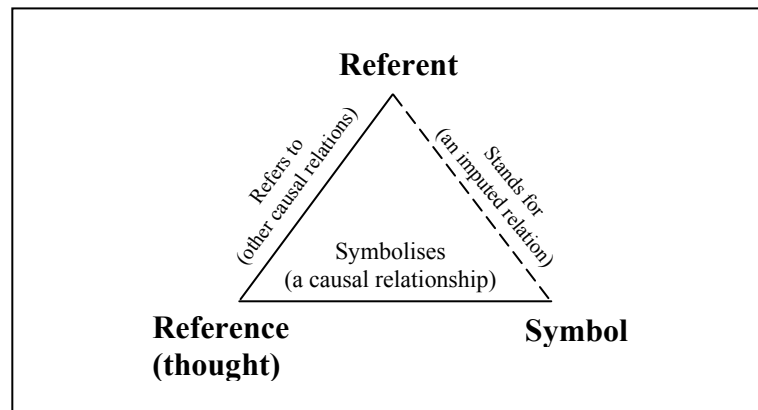 Referent
Refers to
(other causal relations)
Stands for
(an imputed relation)
Symbolises
(a causal relationship)
Reference
(thought)
Symbol